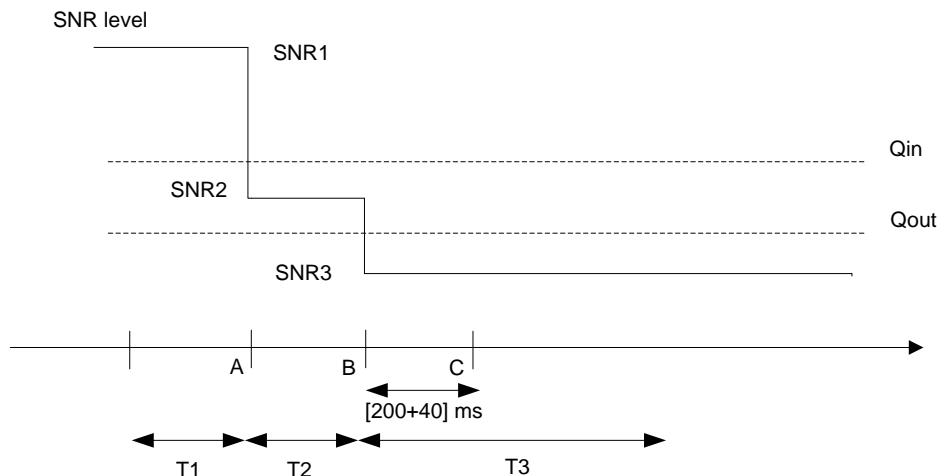 SNR level
SNR1
Qin
SNR2
Qout
SNR3
A
B
C
[200+40] ms
T1
T2
T3